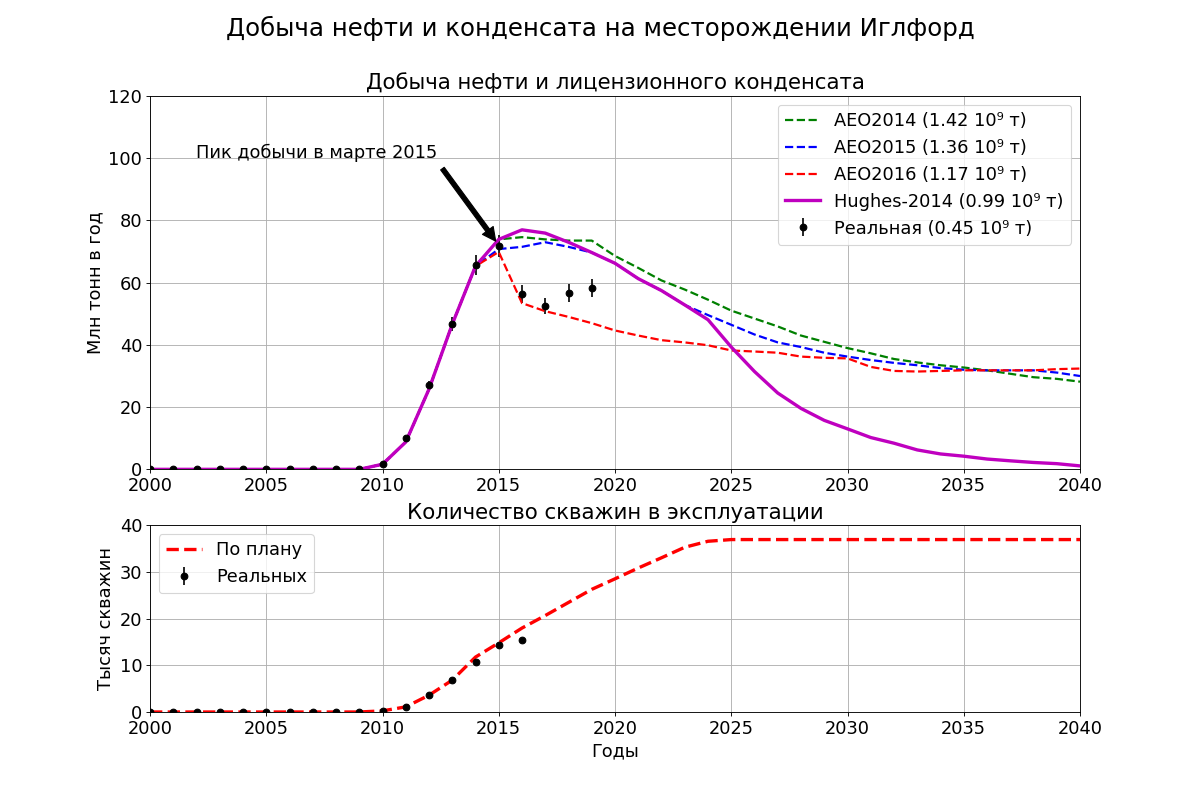 Добыча нефти и конденсата на месторождении Иглфорд
Добыча нефти и лицензионного конденсата
120
100
80
60
40
20
0
Млн тонн в год
Пик добычи в марте 2015
AEO2014 (1.42 10⁹ т)
AEO2015 (1.36 10⁹ т)
AEO2016 (1.17 10⁹ т)
Hughes-2014 (0.99 10⁹ т)
Реальная (0.45 10⁹ т)
2000 2005 2010 2015 2020 2025 2030 2035 2040
Количество скважин в эксплуатации
40
30
20
10
0
Тысяч скважин
По плану
Реальных
2000 2005 2010 2015 2020 2025 2030 2035 2040
Годы